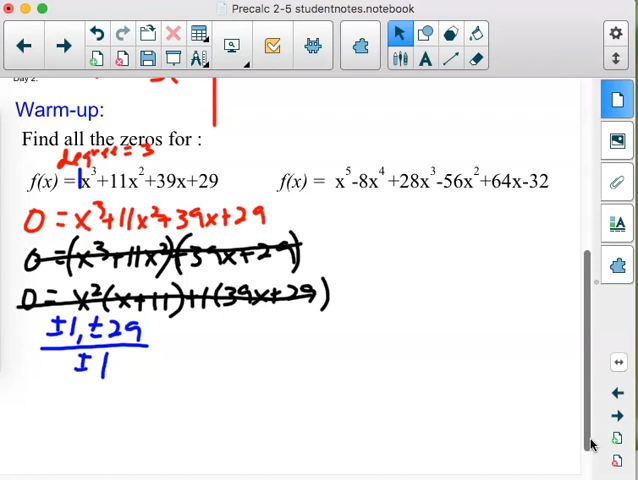 Precalc 2-5 studentnotes.notebook
Day 2:
Warm-up:
Find all the zeros for :
degree = 3
f(x) = 1x³+11x²+39x+29
f(x) = x⁵-8x⁴+28x³-56x²+64x-32
0 = x³+11x²+39x+29
0 = (x³+11x²)(+39x+29)
0 = x²(x+11)+1(39x+29)
±1, ±29
±1